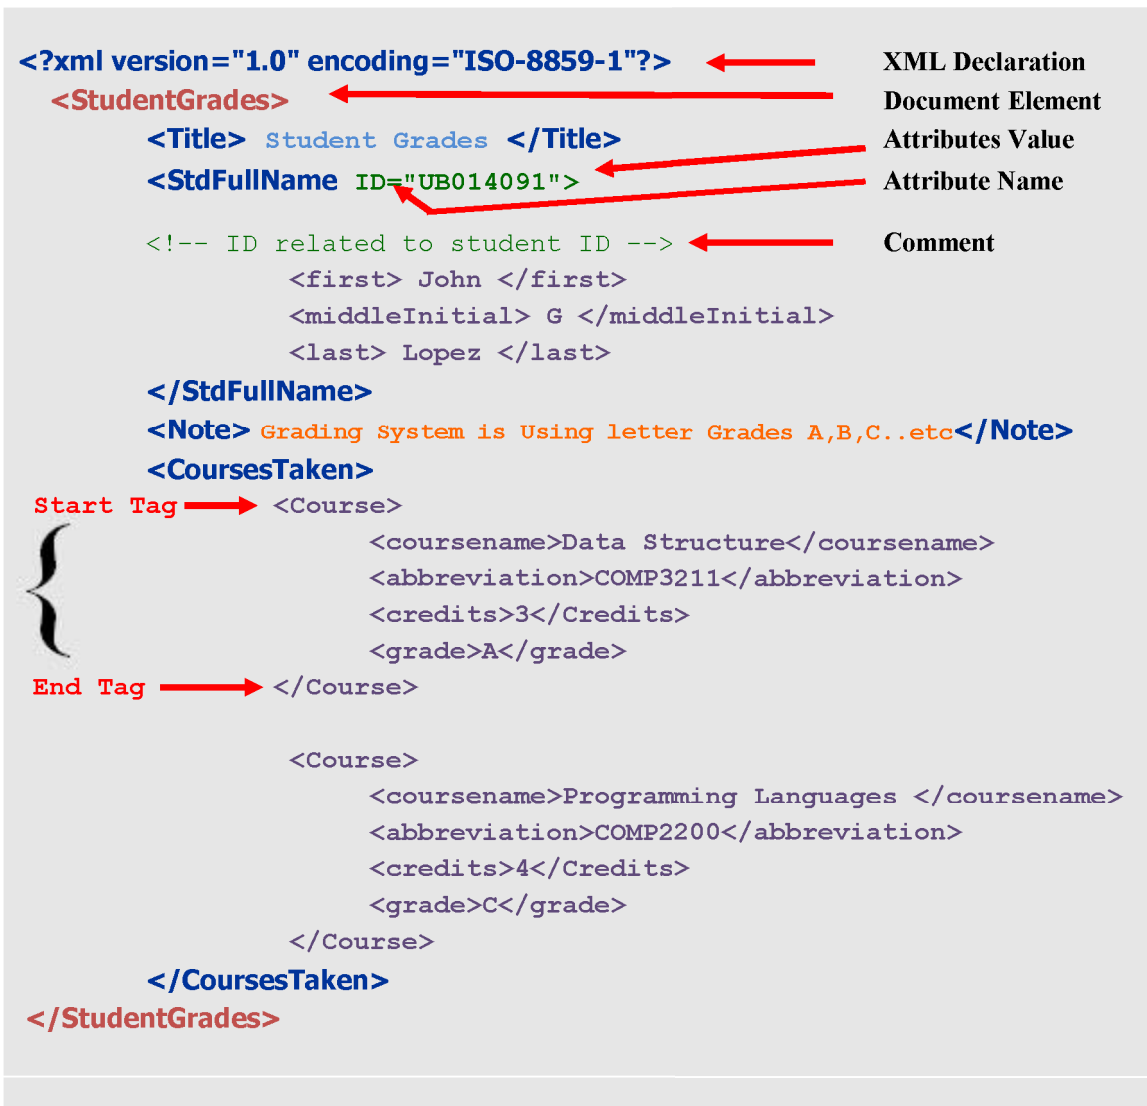 <?xml version="1.0" encoding="ISO-8859-1"?> XML Declaration
<StudentGrades> Document Element
<Title> Student Grades </Title> Attributes Value
<StdFullName ID="UB014091"> Attribute Name
<!-- ID related to student ID --> Comment
<first> John </first>
<middleInitial> G </middleInitial>
<last> Lopez </last>
</StdFullName>
<Note> Grading System is Using letter Grades A,B,C..etc</Note>
<CoursesTaken>
Start Tag <Course>
<coursename>Data Structure</coursename>
<abbreviation>COMP3211</abbreviation>
<credits>3</Credits>
<grade>A</grade>
End Tag </Course>
<Course>
<coursename>Programming Languages </coursename>
<abbreviation>COMP2200</abbreviation>
<credits>4</Credits>
<grade>C</grade>
</Course>
</CoursesTaken>
</StudentGrades>